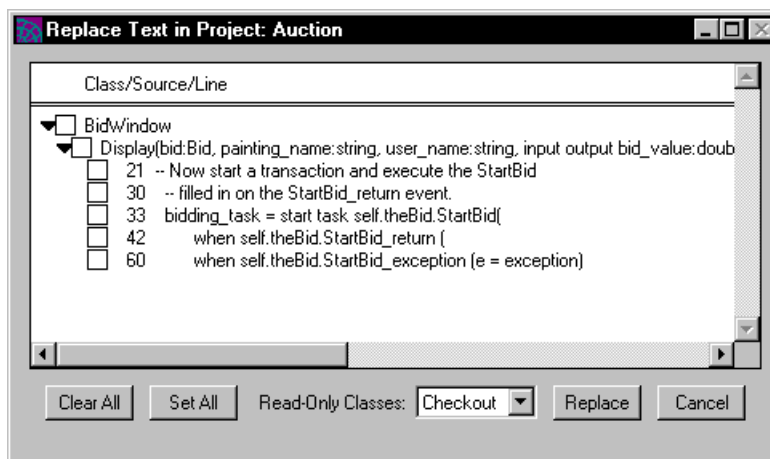 Replace Text in Project: Auction
Class/Source/Line
BidWindow
Display(bid:Bid, painting_name:string, user_name:string, input output bid_value:doub
21 -- Now start a transaction and execute the StartBid
30 -- filled in on the StartBid_return event.
33 bidding_task = start task self.theBid.StartBid(
42 when self.theBid.StartBid_return (
60 when self.theBid.StartBid_exception (e = exception)
Clear All Set All Read-Only Classes: Checkout Replace Cancel